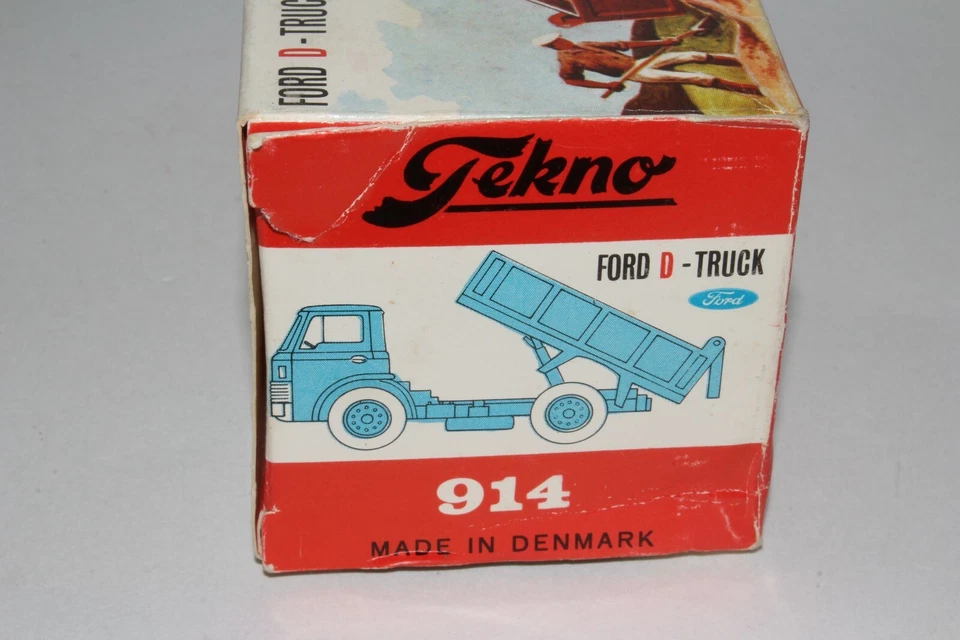 FORD D-TRUC
Tekno
FORD D-TRUCK
Ford
914
MADE IN DENMARK